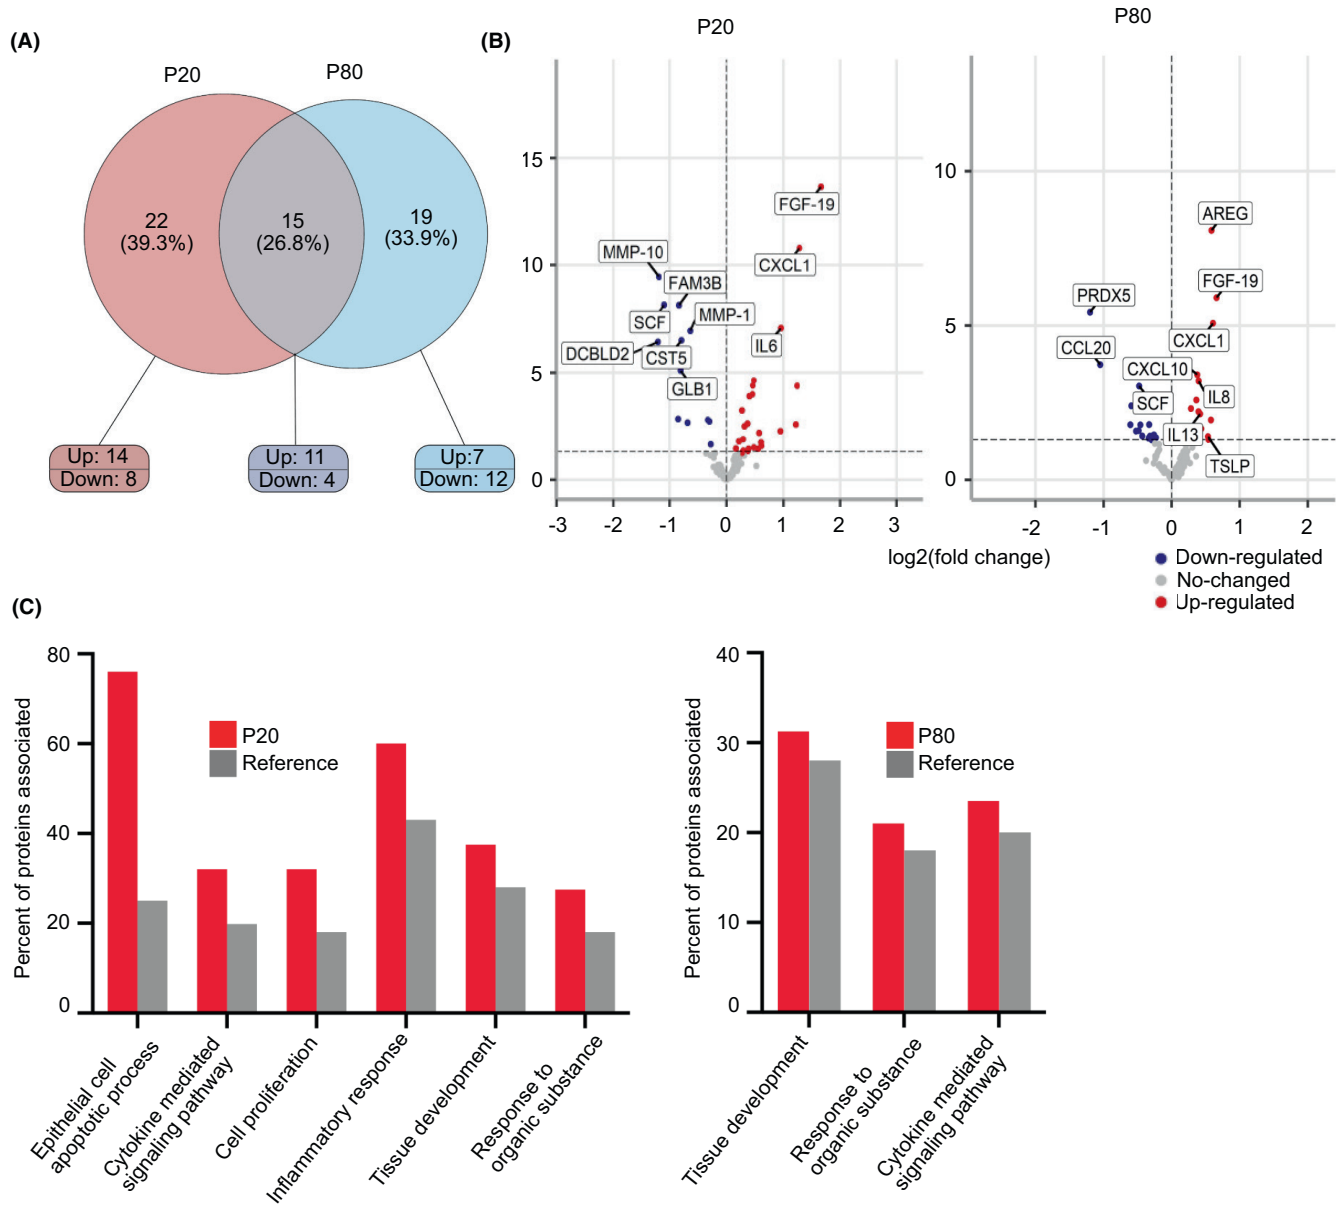 (A)
P20
P80
22
(39.3%)
15
(26.8%)
19
(33.9%)
Up: 14
Down: 8
Up: 11
Down: 4
Up:7
Down: 12
(B)
P20
15
10
5
0
-3 -2 -1 0 1 2 3
FGF-19
CXCL1
IL6
MMP-10
FAM3B
SCF
MMP-1
DCBLD2
CST5
GLB1
P80
10
5
0
-2 -1 0 1 2
AREG
FGF-19
CXCL1
PRDX5
CCL20
CXCL10
SCF
IL8
IL13
TSLP
log2(fold change)
Down-regulated
No-changed
Up-regulated
(C)
Percent of proteins associated
80
60
40
20
0
P20
Reference
Epithelial cell
apoptotic process
Cytokine mediated
signaling pathway
Cell proliferation
Inflammatory response
Tissue development
Response to
organic substance
Percent of proteins associated
40
30
20
10
0
P80
Reference
Tissue development
Response to
organic substance
Cytokine mediated
signaling pathway